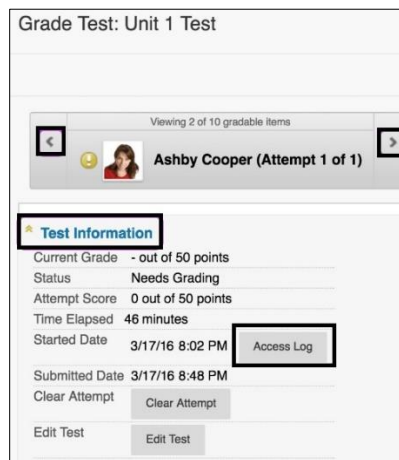 Grade Test: Unit 1 Test
Viewing 2 of 10 gradable items
Ashby Cooper (Attempt 1 of 1)
Test Information
Current Grade - out of 50 points
Status Needs Grading
Attempt Score 0 out of 50 points
Time Elapsed 46 minutes
Started Date 3/17/16 8:02 PM Access Log
Submitted Date 3/17/16 8:48 PM
Clear Attempt Clear Attempt
Edit Test Edit Test